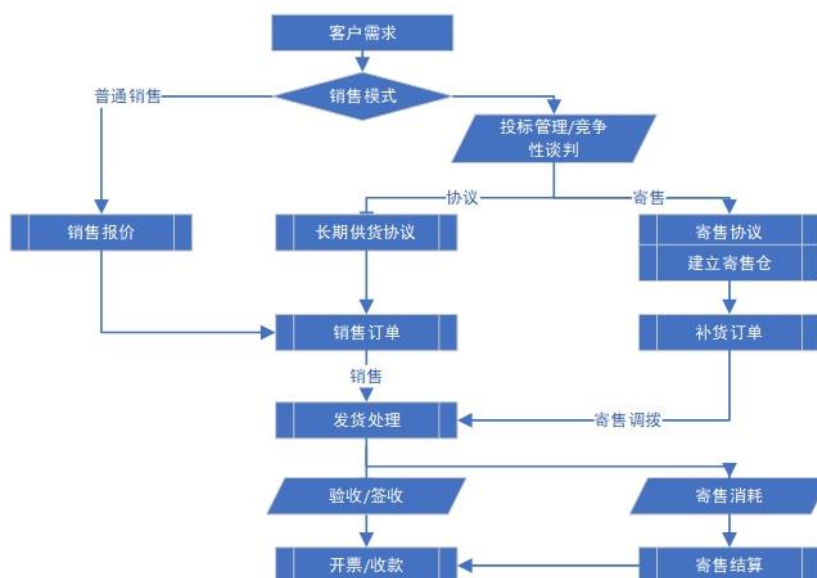 客户需求
销售模式
普通销售
投标管理/竞争
性谈判
协议
寄售
销售报价
长期供货协议
寄售协议
建立寄售仓
销售订单
补货订单
销售
发货处理
寄售调拨
验收/签收
寄售消耗
开票/收款
寄售结算